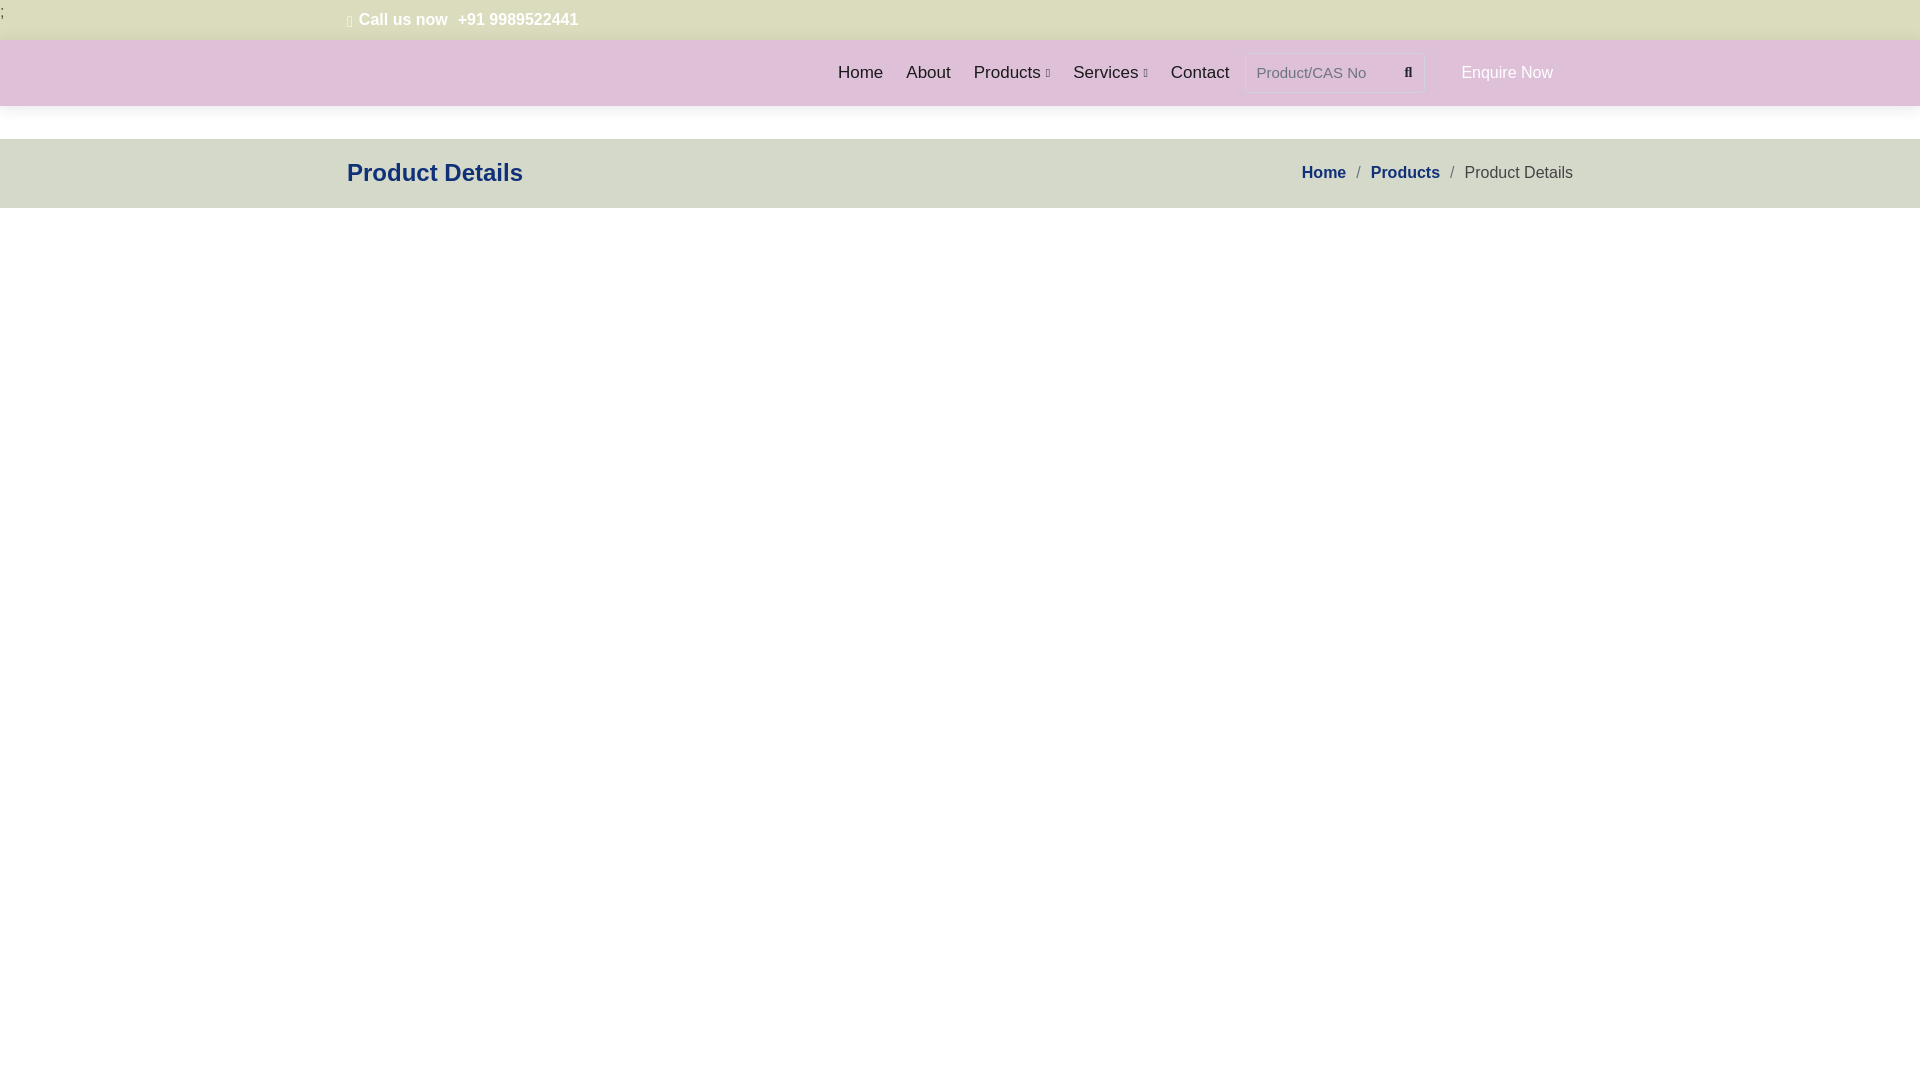 ;
Call us now +91 9989522441
Home About Products Services Contact Product/CAS No Enquire Now
Product Details
Home / Products / Product Details